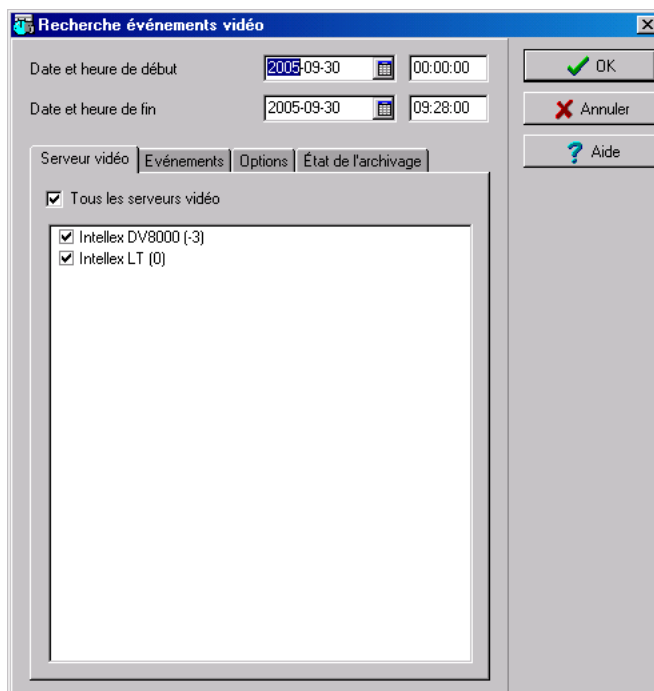 Recherche événements vidéo
Date et heure de début 2005-09-30 00:00:00
Date et heure de fin 2005-09-30 09:28:00
OK
Annuler
Aide
Serveur vidéo Evénements Options État de l'archivage
Tous les serveurs vidéo
Intellex DV8000 (-3)
Intellex LT (0)